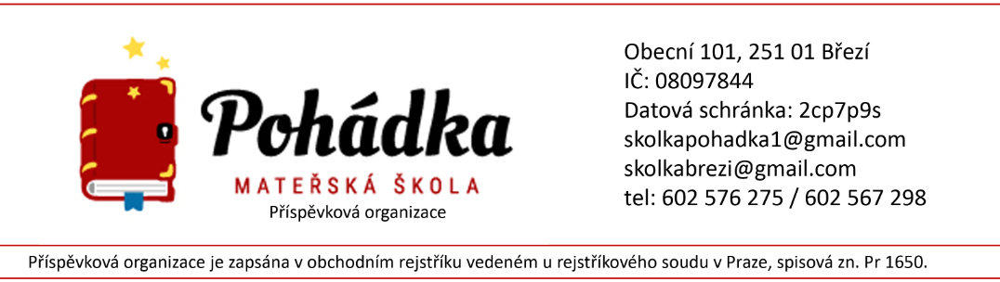 Pohádka
MATEŘSKÁ ŠKOLA
Příspěvková organizace
Obecní 101, 251 01 Březí
IČ: 08097844
Datová schránka: 2cp7p9s
skolkapohadka1@gmail.com
skolkabrezi@gmail.com
tel: 602 576 275 / 602 567 298
Příspěvková organizace je zapsána v obchodním rejstříku vedeném u rejstříkového soudu v Praze, spisová zn. Pr 1650.